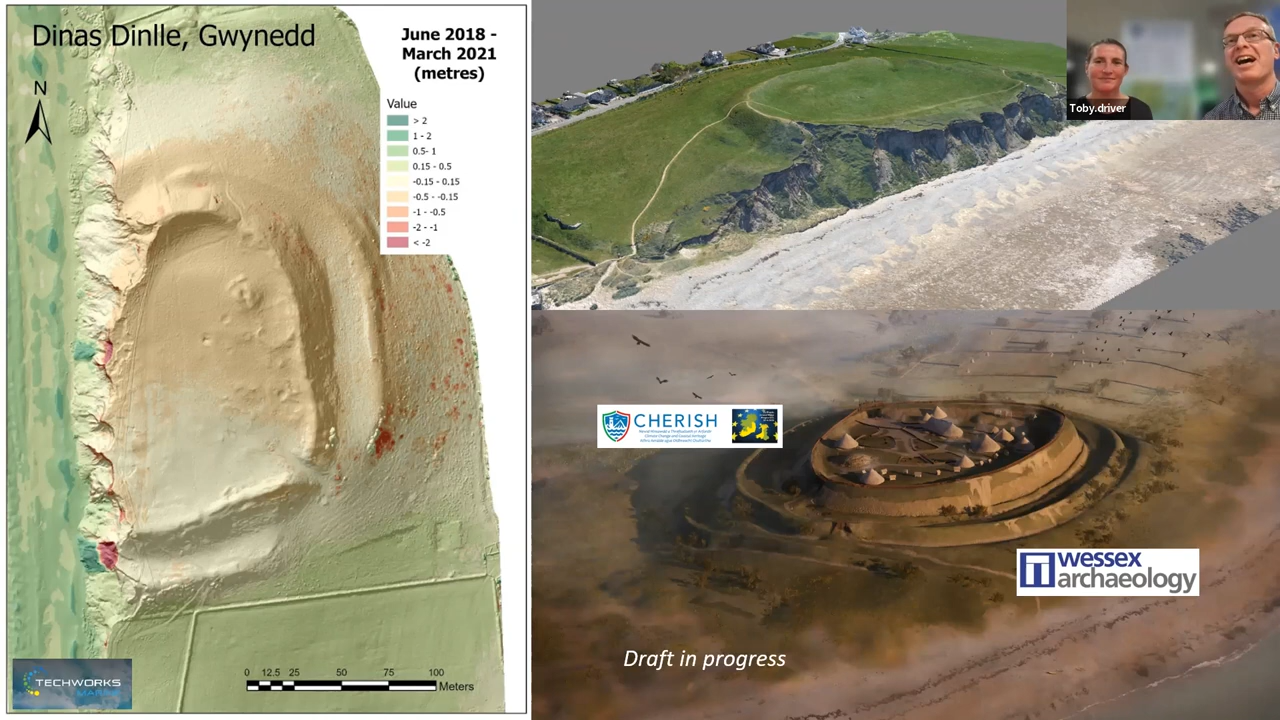 Dinas Dinlle, Gwynedd
June 2018 -
March 2021
(metres)
N
Value
> 2
1 - 2
0.5- 1
0.15 - 0.5
-0.15 - 0.15
-0.5 - -0.15
-1 - -0.5
-2 - -1
< -2
0 12.5 25 50 75 100
Meters
TECHWORKS
MARINE
Toby.driver
CHERISH
wessex
archaeology
Draft in progress